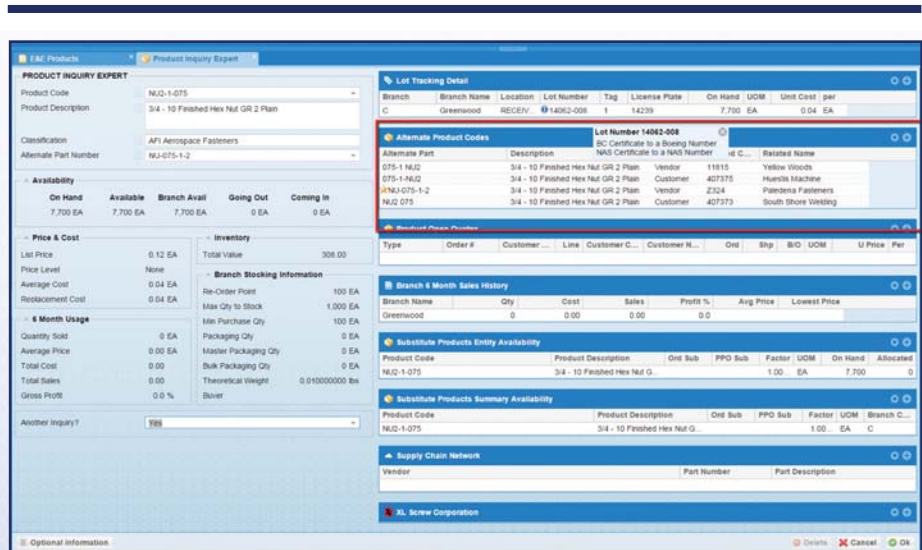 E&E Products
Product Inquiry Expert
PRODUCT INQUIRY EXPERT
Product Code NU2-1-075
Product Description 3/4 - 10 Finished Hex Nut GR 2 Plain
Classification AFI Aerospace Fasteners
Alternate Part Number NU-075-1-2
Availability
On Hand Available Branch Avail Going Out Coming In
7,700 EA 7,700 EA 7,700 EA 0 EA 0 EA
Price & Cost
List Price 0.12 EA
Price Level None
Average Cost 0.04 EA
Replacement Cost 0.04 EA
6 Month Usage
Quantity Sold 0 EA
Average Price 0.00 EA
Total Cost 0.00
Total Sales 0.00
Gross Profit 0.0 %
Inventory
Total Value 308.00
Branch Stocking Information
Re-Order Point 100 EA
Max Qty to Stock 1,000 EA
Min Purchase Qty 100 EA
Packaging Qty 0 EA
Master Packaging Qty 0 EA
Bulk Packaging Qty 0 EA
Theoretical Weight 0.010000000 lbs
Buyer
Another Inquiry? Yes
Lot Tracking Detail
Branch Branch Name Location Lot Number Tag License Plate On Hand UOM Unit Cost per
C Greenwood RECEIV... 14062-008 1 14239 7,700 EA 0.04 EA
Alternate Product Codes
Lot Number 14062-008
BC Certificate to a Boeing Number
NAS Certificate to a NAS Number
Alternate Part Description d C... Related Name
075-1 NU2 3/4 - 10 Finished Hex Nut GR 2 Plain Vendor 11815 Yellow Woods
075-1-NU2 3/4 - 10 Finished Hex Nut GR 2 Plain Customer 407375 Huestis Machine
NU-075-1-2 3/4 - 10 Finished Hex Nut GR 2 Plain Vendor Z324 Paledena Fasteners
NU2 075 3/4 - 10 Finished Hex Nut GR 2 Plain Customer 407373 South Shore Welding
Product Open Quotes
Type Order # Customer ... Line Customer C... Customer N... Ord Shp B/O UOM U Price Per
Branch 6 Month Sales History
Branch Name Qty Cost Sales Profit % Avg Price Lowest Price
Greenwood 0 0.00 0.00 0.0
Substitute Products Entity Availability
Product Code Product Description Ord Sub PPO Sub Factor UOM On Hand Allocated
NU2-1-075 3/4 - 10 Finished Hex Nut G... 1.00... EA 7,700 0
Substitute Products Summary Availability
Product Code Product Description Ord Sub PPO Sub Factor UOM Branch C...
NU2-1-075 3/4 - 10 Finished Hex Nut G... 1.00... EA C
Supply Chain Network
Vendor Part Number Part Description
XL Screw Corporation
Optional information
Delete Cancel Ok